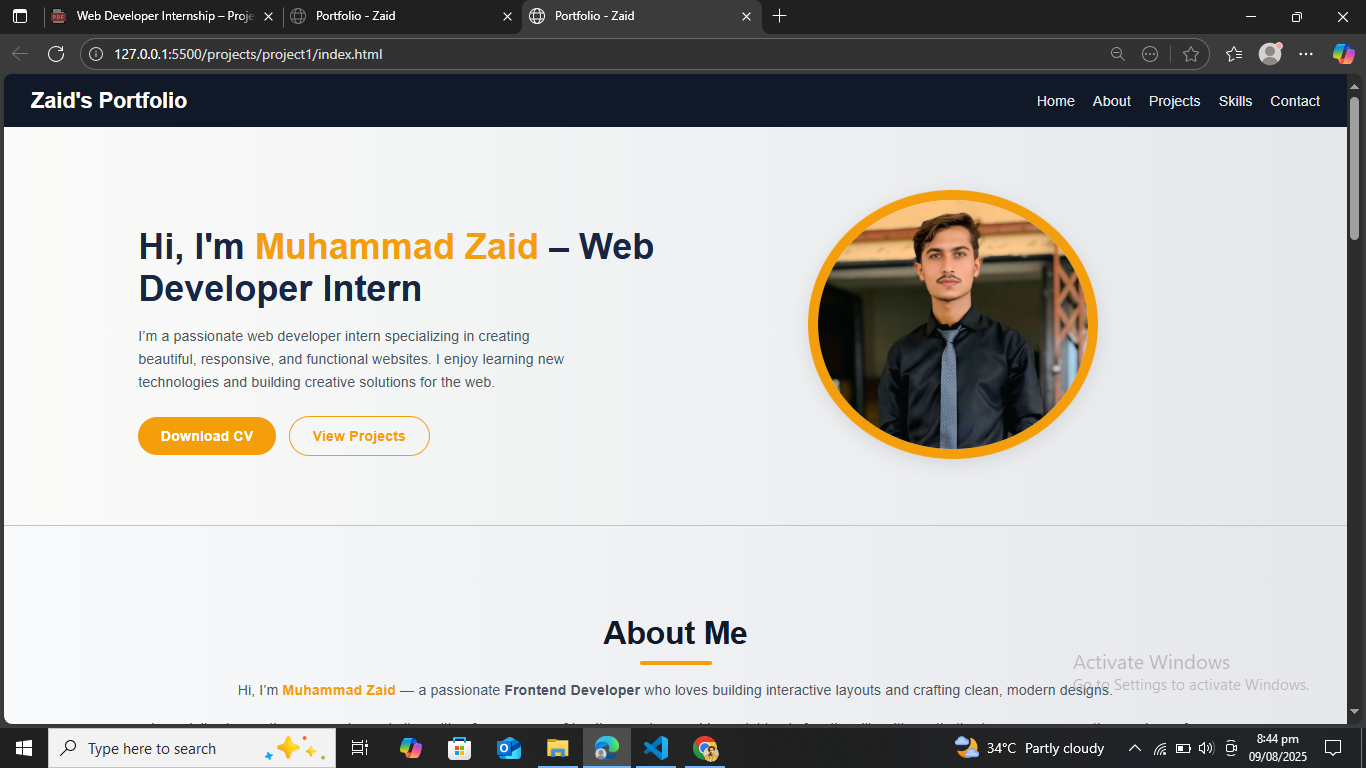 PDF
Web Developer Internship – Proje
Portfolio - Zaid
Portfolio - Zaid
127.0.0.1:5500/projects/project1/index.html
Zaid's Portfolio
Home About Projects Skills Contact
Hi, I'm Muhammad Zaid – Web
Developer Intern
I'm a passionate web developer intern specializing in creating
beautiful, responsive, and functional websites. I enjoy learning new
technologies and building creative solutions for the web.
Download CV
View Projects
About Me
Hi, I'm Muhammad Zaid — a passionate Frontend Developer who loves building interactive layouts and crafting clean, modern designs.
Activate Windows
Go to Settings to activate Windows.
Type here to search
34°C Partly cloudy
8:44 pm
09/08/2025